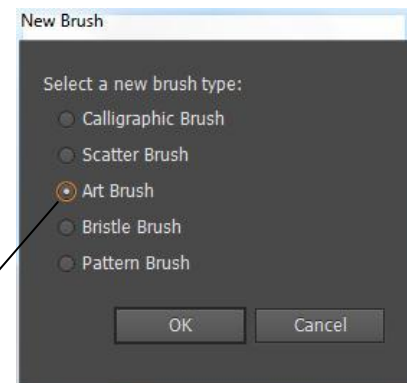 New Brush
Select a new brush type:
Calligraphic Brush
Scatter Brush
Art Brush
Bristle Brush
Pattern Brush
OK Cancel